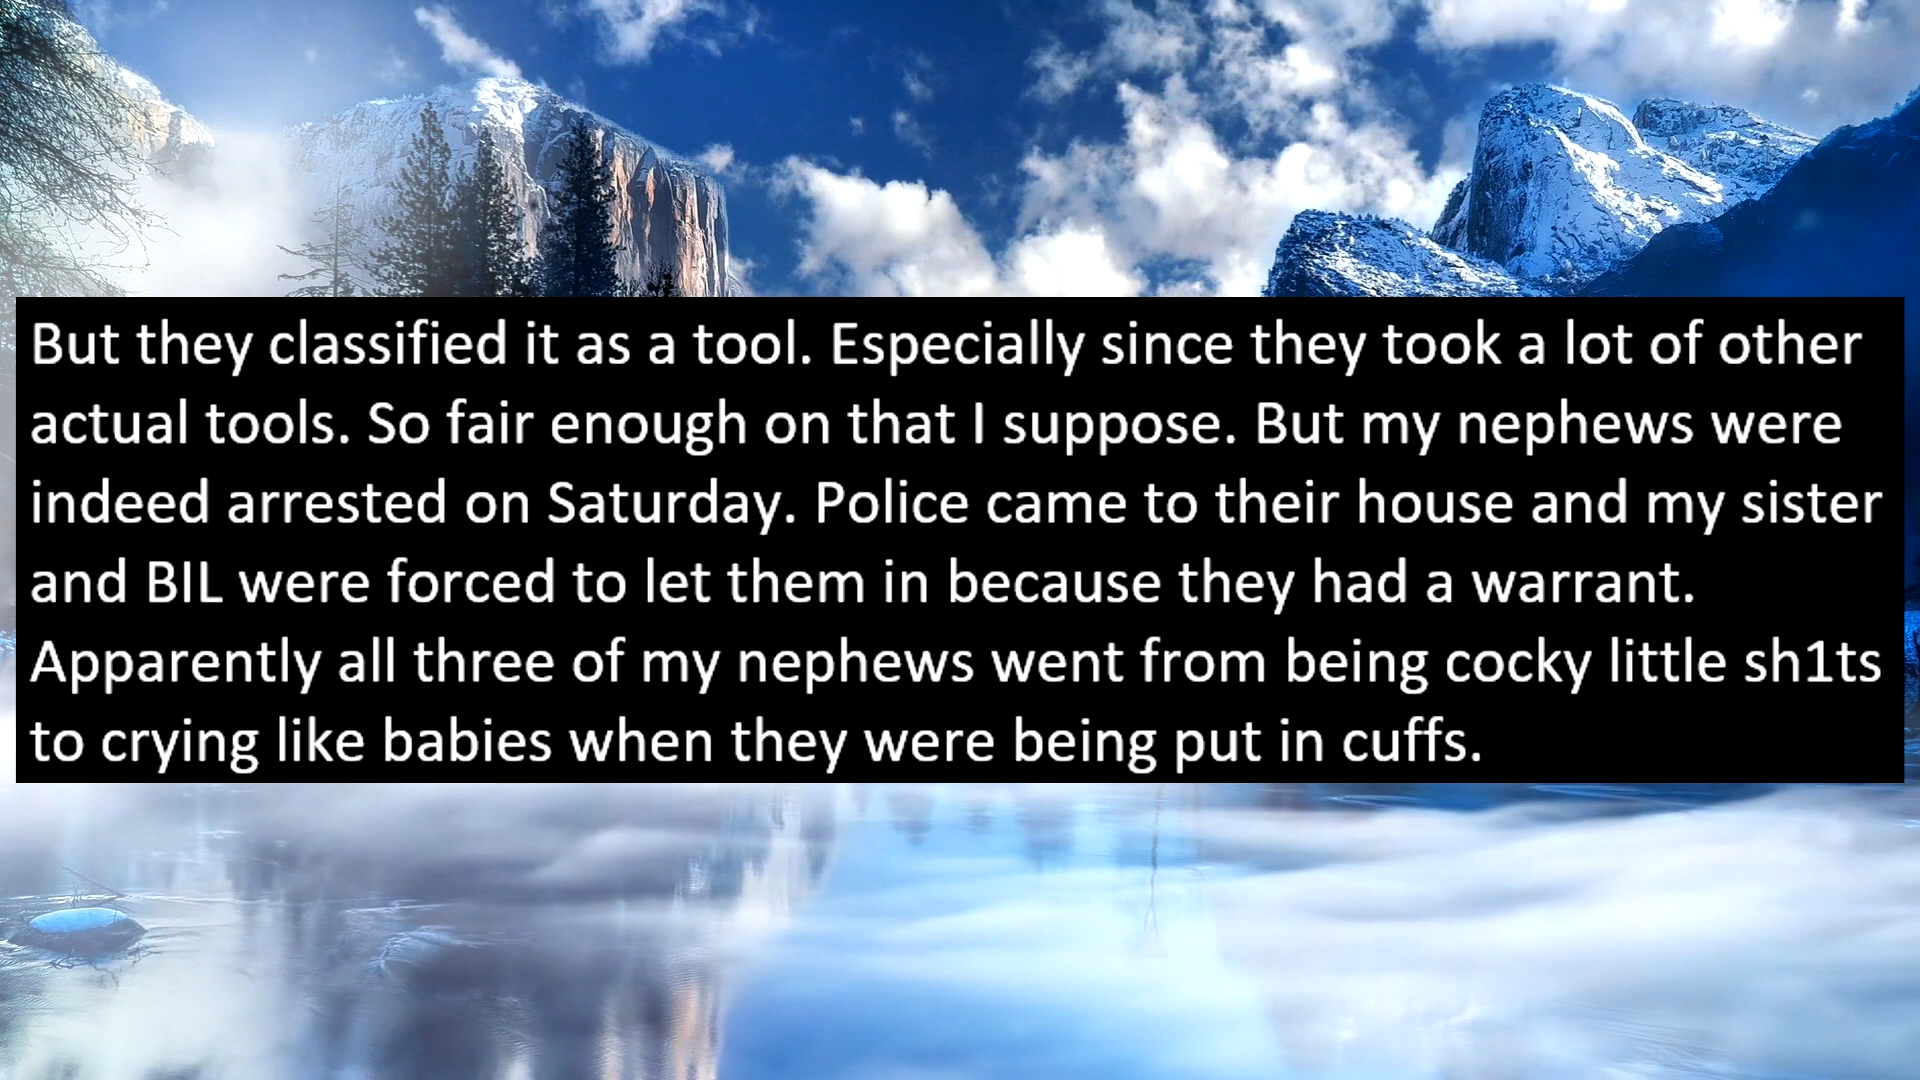 But they classified it as a tool. Especially since they took a lot of other
actual tools. So fair enough on that I suppose. But my nephews were
indeed arrested on Saturday. Police came to their house and my sister
and BIL were forced to let them in because they had a warrant.
Apparently all three of my nephews went from being cocky little sh1ts
to crying like babies when they were being put in cuffs.